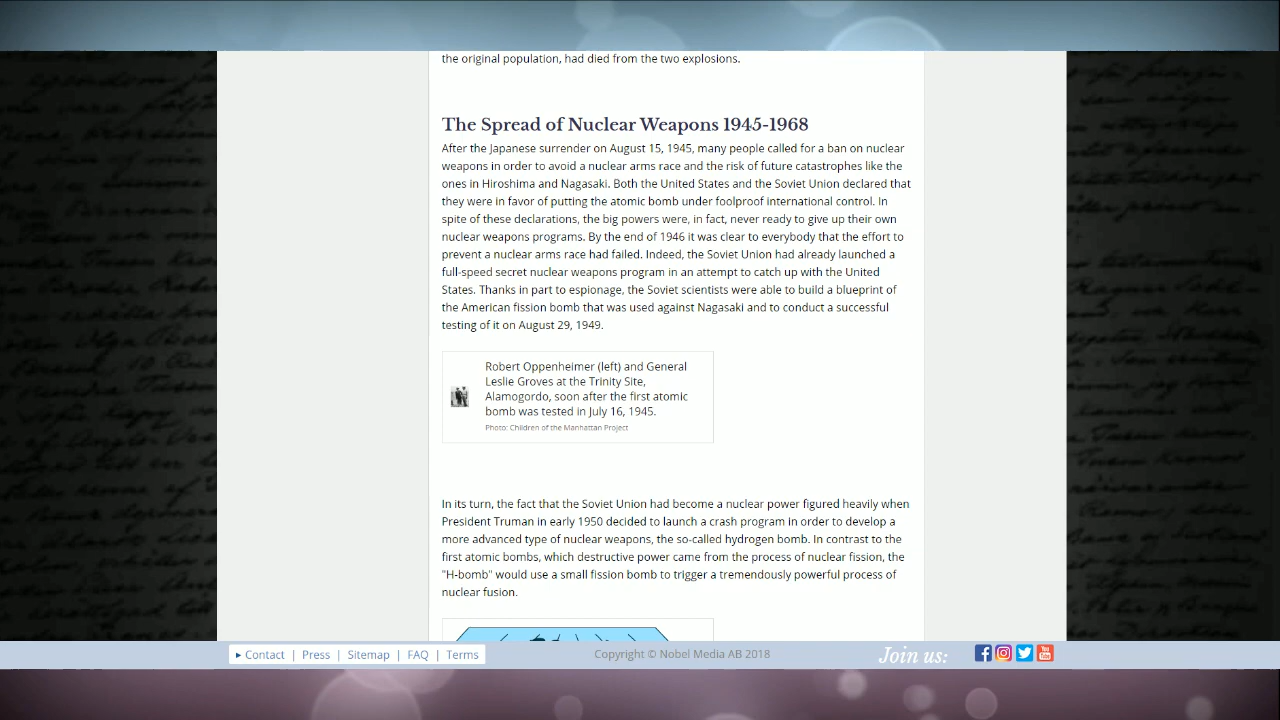 the original population, had died from the two explosions.
The Spread of Nuclear Weapons 1945-1968
After the Japanese surrender on August 15, 1945, many people called for a ban on nuclear
weapons in order to avoid a nuclear arms race and the risk of future catastrophes like the
ones in Hiroshima and Nagasaki. Both the United States and the Soviet Union declared that
they were in favor of putting the atomic bomb under foolproof international control. In
spite of these declarations, the big powers were, in fact, never ready to give up their own
nuclear weapons programs. By the end of 1946 it was clear to everybody that the effort to
prevent a nuclear arms race had failed. Indeed, the Soviet Union had already launched a
full-speed secret nuclear weapons program in an attempt to catch up with the United
States. Thanks in part to espionage, the Soviet scientists were able to build a blueprint of
the American fission bomb that was used against Nagasaki and to conduct a successful
testing of it on August 29, 1949.
Robert Oppenheimer (left) and General
Leslie Groves at the Trinity Site,
Alamogordo, soon after the first atomic
bomb was tested in July 16, 1945.
Photo: Children of the Manhattan Project
In its turn, the fact that the Soviet Union had become a nuclear power figured heavily when
President Truman in early 1950 decided to launch a crash program in order to develop a
more advanced type of nuclear weapons, the so-called hydrogen bomb. In contrast to the
first atomic bombs, which destructive power came from the process of nuclear fission, the
"H-bomb" would use a small fission bomb to trigger a tremendously powerful process of
nuclear fusion.
▸ Contact | Press | Sitemap | FAQ | Terms
Copyright © Nobel Media AB 2018
Join us:
You Tube